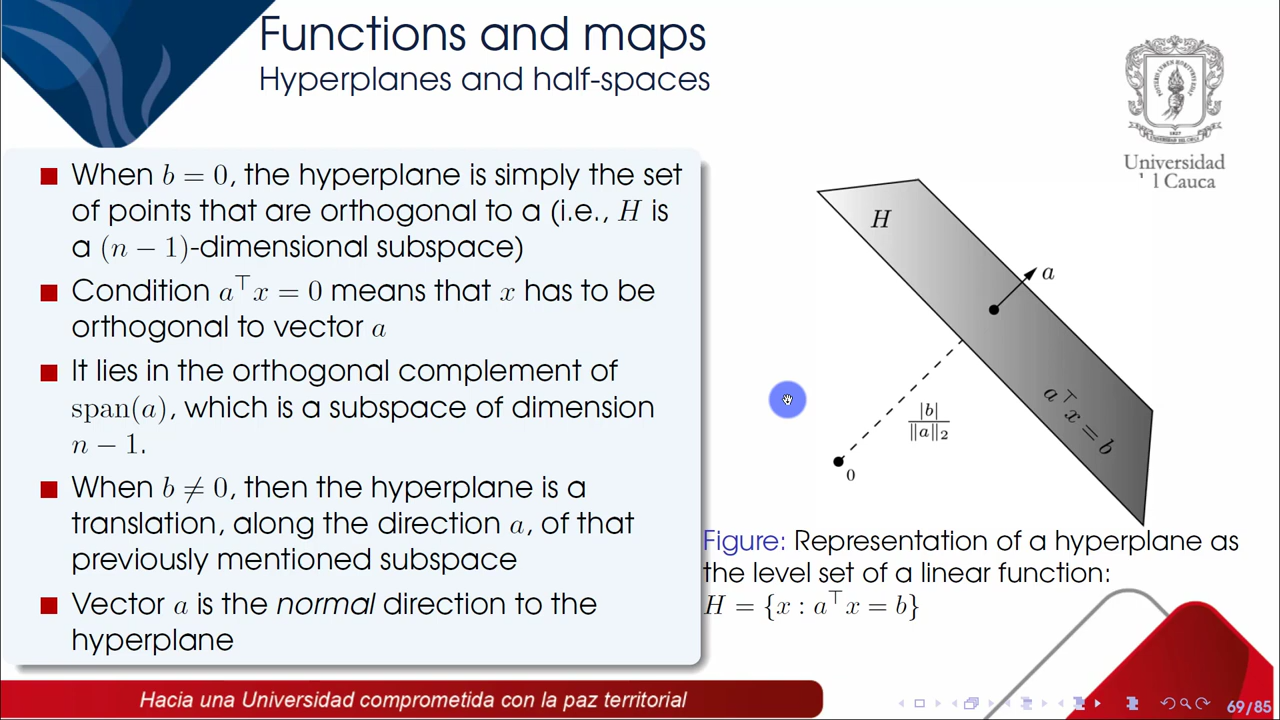 Functions and maps
Hyperplanes and half-spaces
Universidad
l Cauca
When b = 0, the hyperplane is simply the set
of points that are orthogonal to a (i.e., H is
a (n − 1)-dimensional subspace)
Condition a⊤x = 0 means that x has to be
orthogonal to vector a
It lies in the orthogonal complement of
span(a), which is a subspace of dimension
n − 1.
When b ≠ 0, then the hyperplane is a
translation, along the direction a, of that
previously mentioned subspace
Vector a is the normal direction to the
hyperplane
H
a
a⊤x = b
|b|
‖a‖₂
0
Figure: Representation of a hyperplane as
the level set of a linear function:
H = {x : a⊤x = b}
Hacia una Universidad comprometida con la paz territorial
69/85